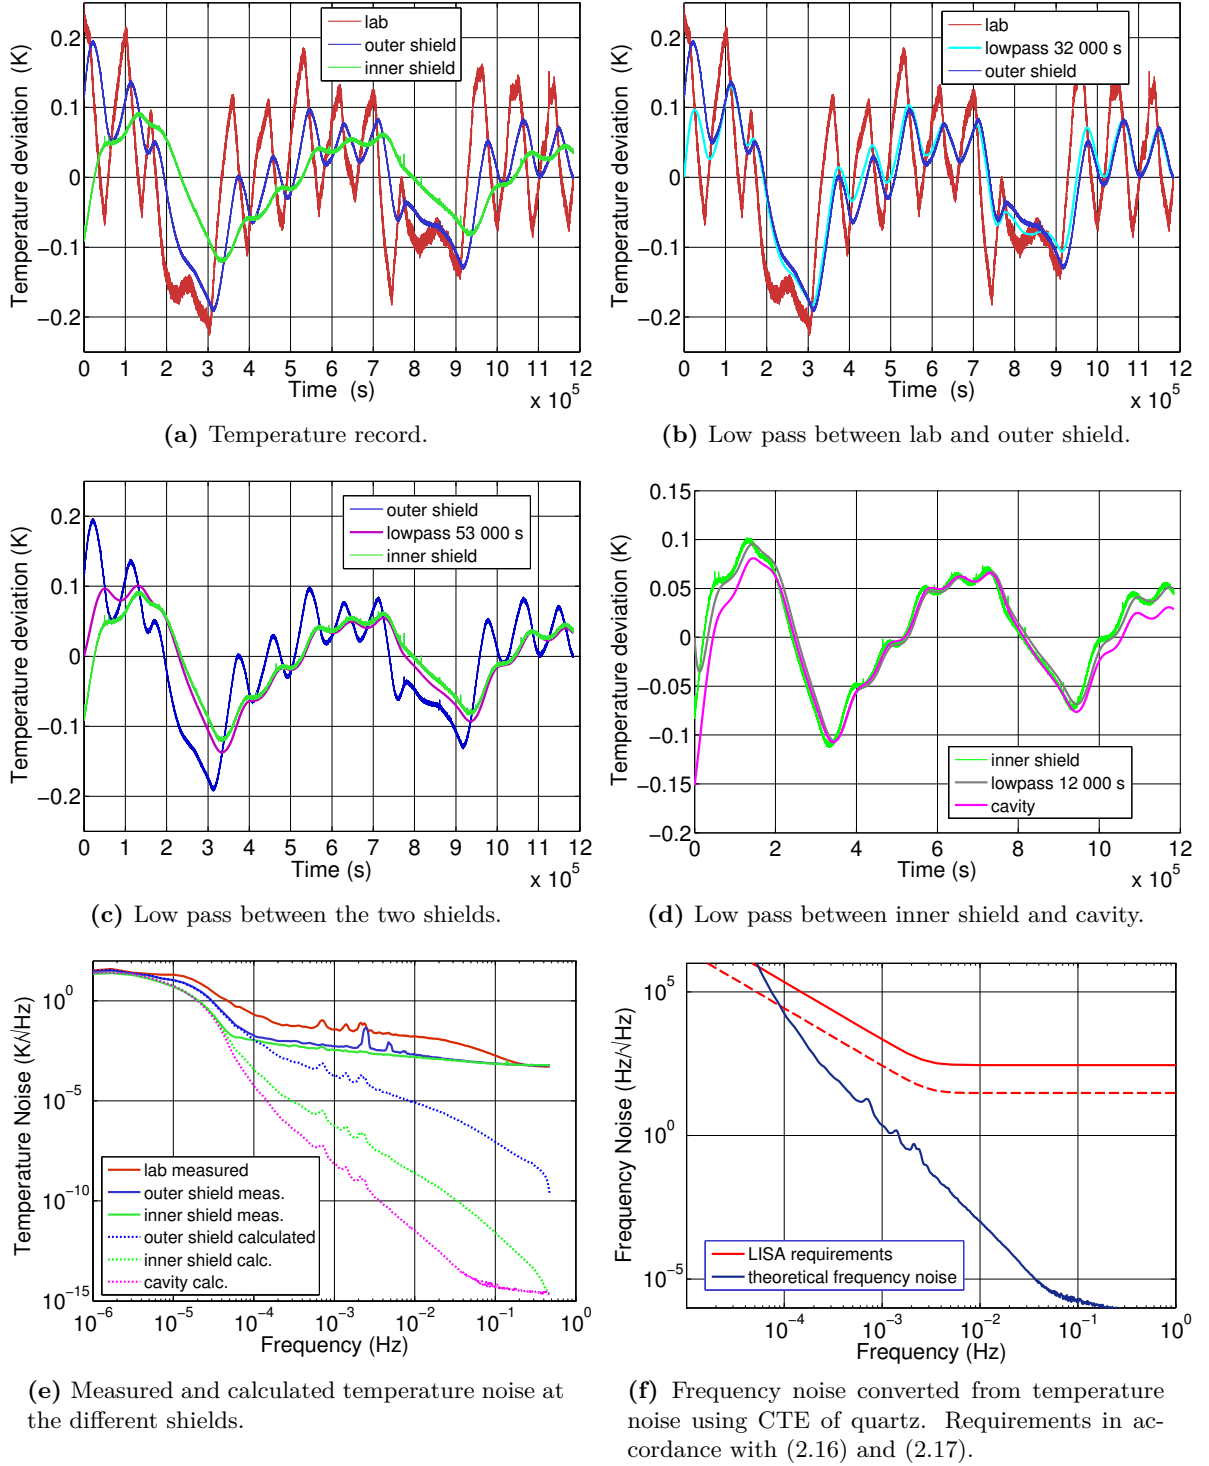 0.2
0.1
0
−0.1
−0.2
Temperature deviation (K)
lab
outer shield
inner shield
0 1 2 3 4 5 6 7 8 9 10 11 12
Time (s)
x 10^5
(a) Temperature record.
0.2
0.1
0
−0.1
−0.2
Temperature deviation (K)
lab
lowpass 32 000 s
outer shield
0 1 2 3 4 5 6 7 8 9 10 11 12
Time (s)
x 10^5
(b) Low pass between lab and outer shield.
0.2
0.1
0
−0.1
−0.2
Temperature deviation (K)
outer shield
lowpass 53 000 s
inner shield
0 1 2 3 4 5 6 7 8 9 10 11 12
Time (s)
x 10^5
(c) Low pass between the two shields.
0.15
0.1
0.05
0
−0.05
−0.1
−0.15
−0.2
Temperature deviation (K)
inner shield
lowpass 12 000 s
cavity
0 2 4 6 8 10 12
Time (s)
x 10^5
(d) Low pass between inner shield and cavity.
10^0
10^−5
10^−10
10^−15
Temperature Noise (K/√Hz)
lab measured
outer shield meas.
inner shield meas.
outer shield calculated
inner shield calc.
cavity calc.
10^−6 10^−5 10^−4 10^−3 10^−2 10^−1 10^0
Frequency (Hz)
(e) Measured and calculated temperature noise at
the different shields.
10^5
10^0
10^−5
Frequency Noise (Hz/√Hz)
LISA requirements
theoretical frequency noise
10^−4 10^−3 10^−2 10^−1 10^0
Frequency (Hz)
(f) Frequency noise converted from temperature
noise using CTE of quartz. Requirements in ac-
cordance with (2.16) and (2.17).